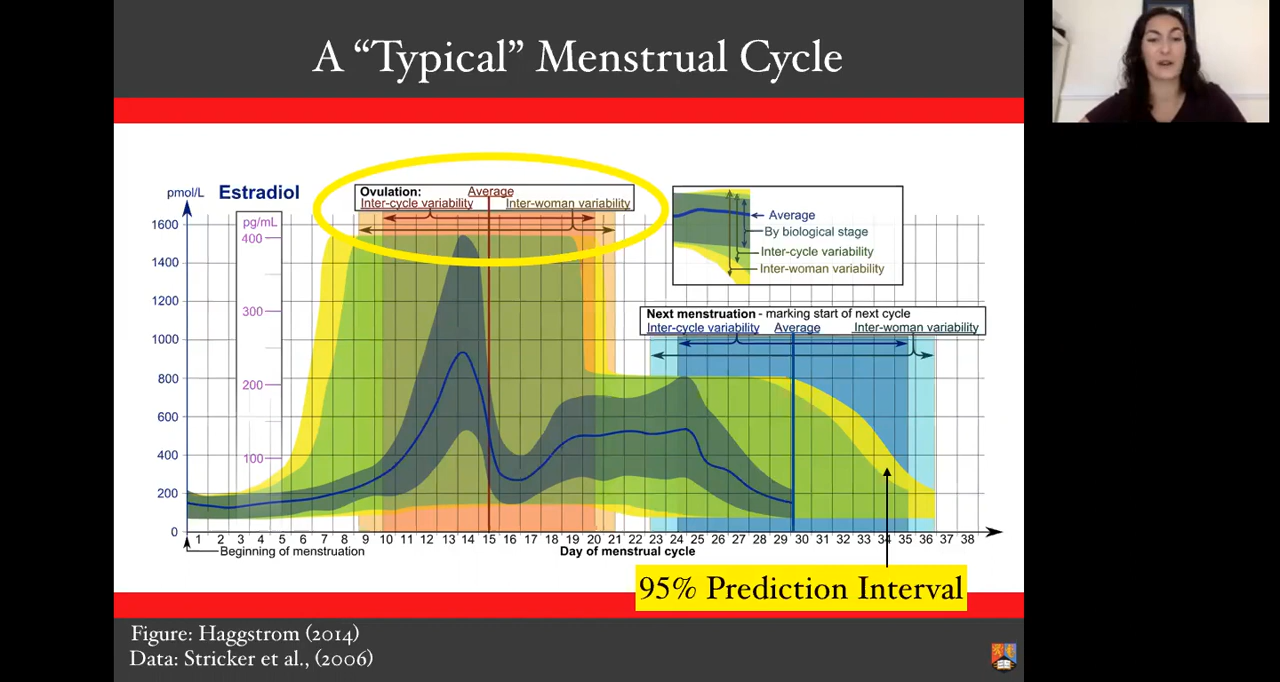 A “Typical” Menstrual Cycle
pmol/L Estradiol
pg/mL
1600
1400
1200
1000
800
600
400
200
0
400
300
200
100
Ovulation: Average
Inter-cycle variability Inter-woman variability
Average
By biological stage
Inter-cycle variability
Inter-woman variability
Next menstruation - marking start of next cycle
Inter-cycle variability Average Inter-woman variability
1 2 3 4 5 6 7 8 9 10 11 12 13 14 15 16 17 18 19 20 21 22 23 24 25 26 27 28 29 30 31 32 33 34 35 36 37 38
Beginning of menstruation Day of menstrual cycle
95% Prediction Interval
Figure: Haggstrom (2014)
Data: Stricker et al., (2006)